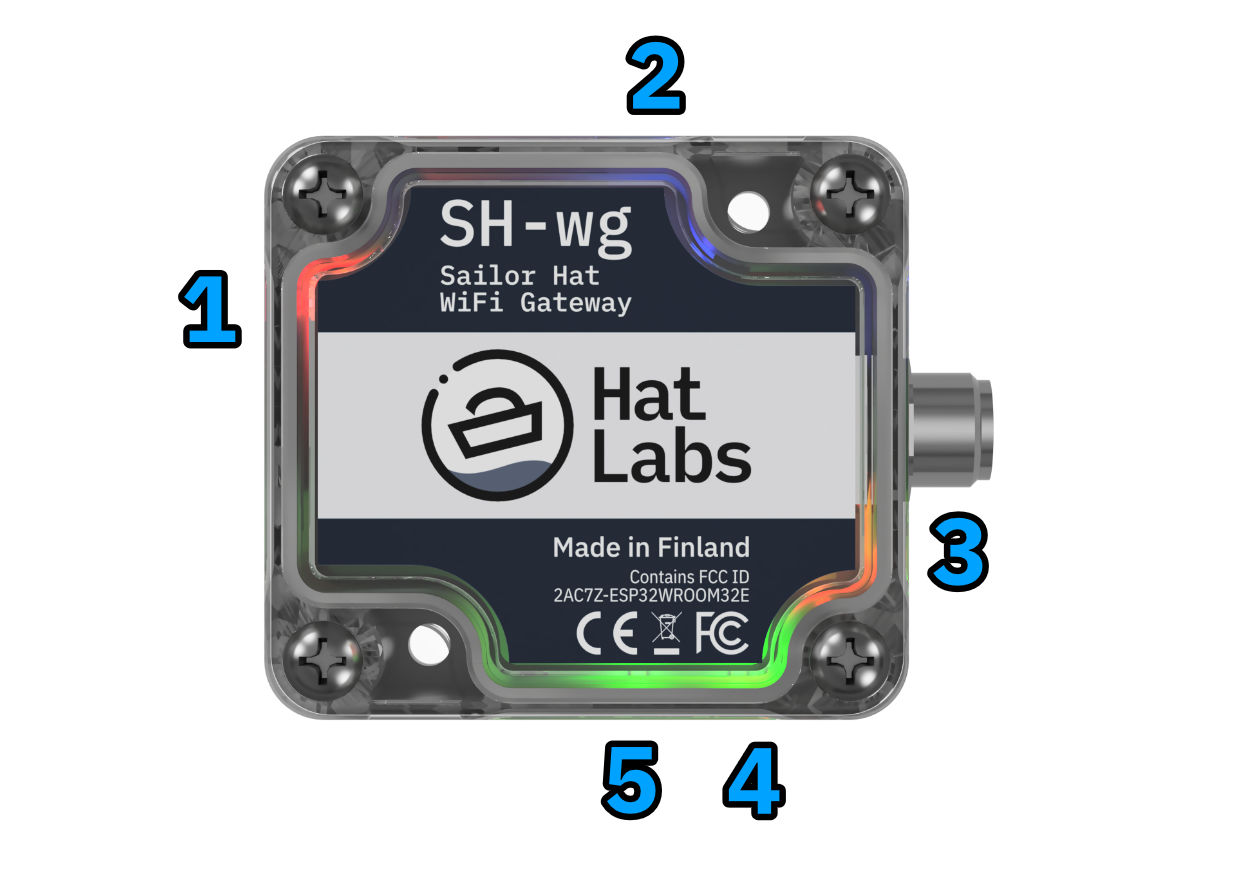 2
SH-wg
Sailor Hat
WiFi Gateway
1
Hat
Labs
3
Made in Finland
Contains FCC ID
2AC7Z-ESP32WROOM32E
CE FC
5 4